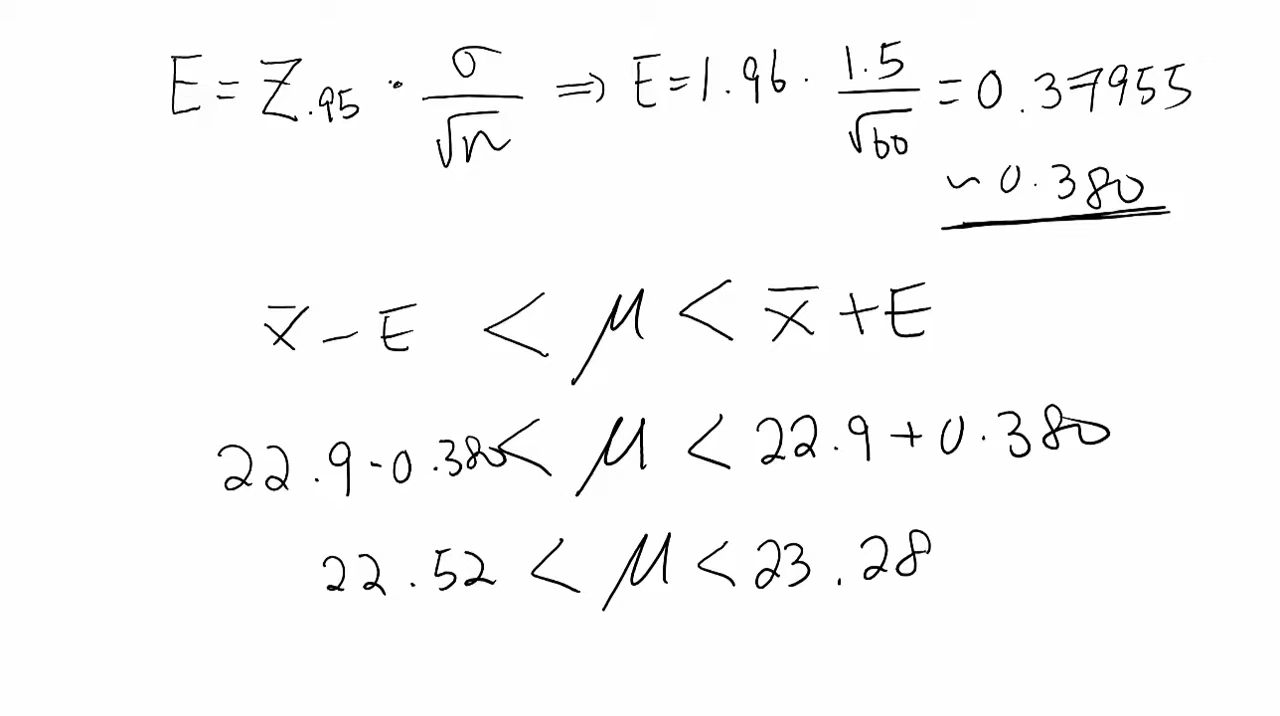 E = Z.95 · σ/√n ⇒ E = 1.96 · 1.5/√60 = 0.37955
~ 0.380
x̄ − E < μ < x̄ + E
22.9 - 0.380 < μ < 22.9 + 0.380
22.52 < μ < 23.28